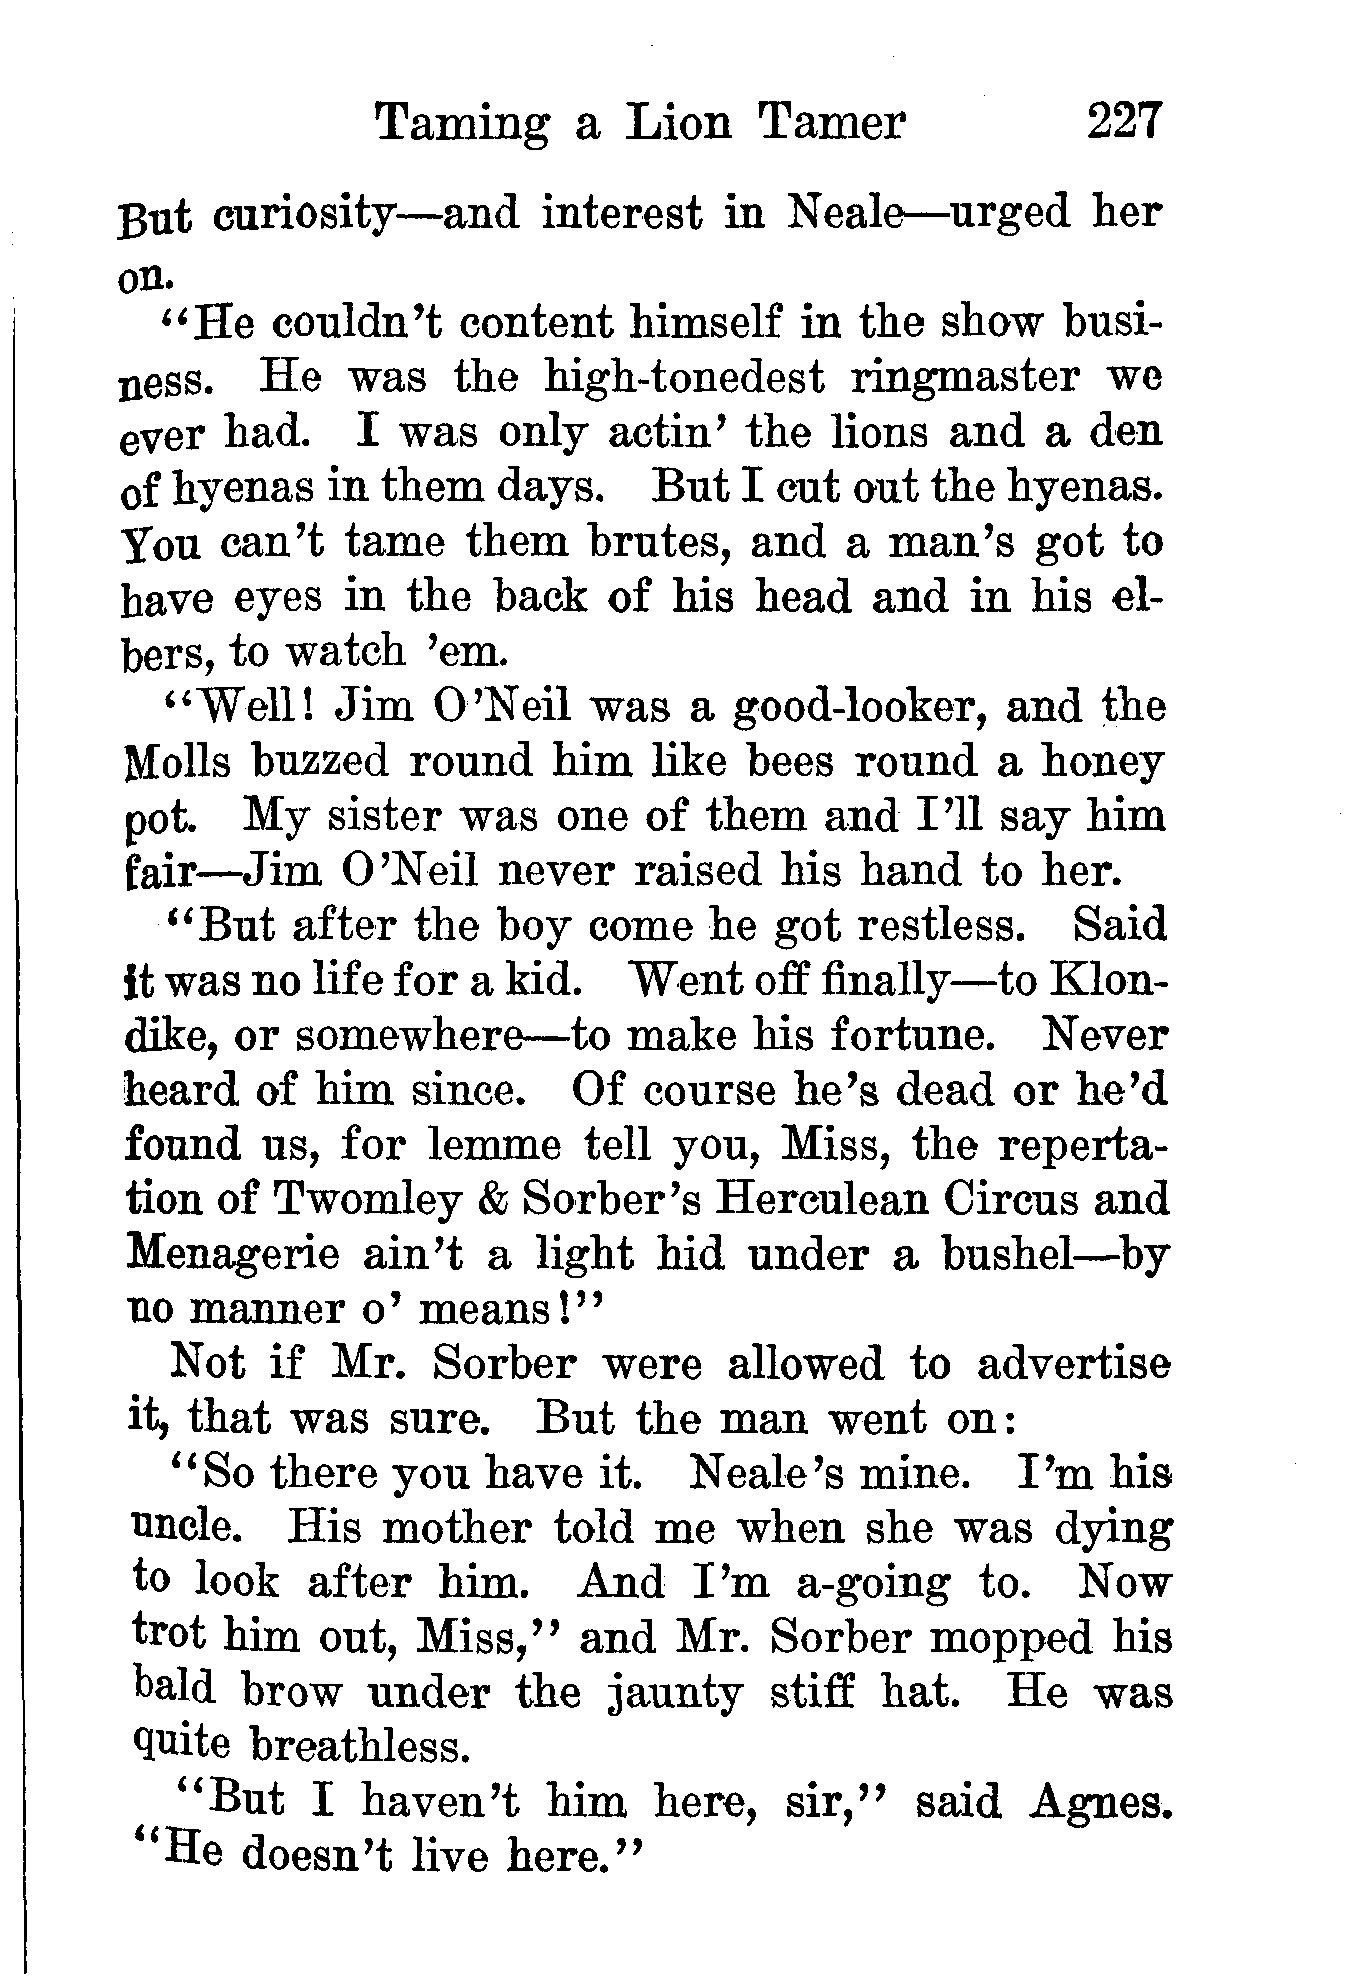 Taming a Lion Tamer 227
But curiosity—and interest in Neale—urged her
on.
"He couldn't content himself in the show busi-
ness. He was the high-tonedest ringmaster we
ever had. I was only actin' the lions and a den
of hyenas in them days. But I cut out the hyenas.
You can't tame them brutes, and a man's got to
have eyes in the back of his head and in his el-
bers, to watch 'em.
"Well! Jim O'Neil was a good-looker, and the
Molls buzzed round him like bees round a honey
pot. My sister was one of them and I'll say him
fair—Jim O'Neil never raised his hand to her.
"But after the boy come he got restless. Said
it was no life for a kid. Went off finally—to Klon-
dike, or somewhere—to make his fortune. Never
heard of him since. Of course he's dead or he'd
found us, for lemme tell you, Miss, the reperta-
tion of Twomley & Sorber's Herculean Circus and
Menagerie ain't a light hid under a bushel—by
no manner o' means!"
Not if Mr. Sorber were allowed to advertise
it, that was sure. But the man went on:
"So there you have it. Neale's mine. I'm his
uncle. His mother told me when she was dying
to look after him. And I'm a-going to. Now
trot him out, Miss," and Mr. Sorber mopped his
bald brow under the jaunty stiff hat. He was
quite breathless.
"But I haven't him here, sir," said Agnes.
"He doesn't live here."